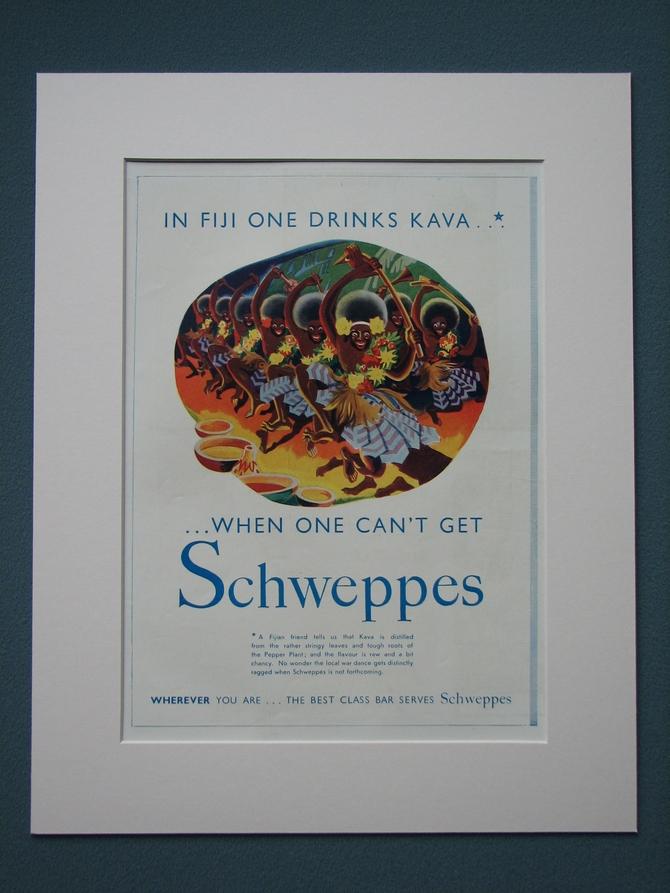 IN FIJI ONE DRINKS KAVA...*
...WHEN ONE CAN'T GET
Schweppes
* A Fijian friend tells us that Kava is distilled
from the rather stringy leaves and tough roots of
the Pepper Plant; and the flavour is raw and a bit
chancy. No wonder the local war dance gets distinctly
ragged when Schweppes is not forthcoming.
WHEREVER YOU ARE ... THE BEST CLASS BAR SERVES Schweppes